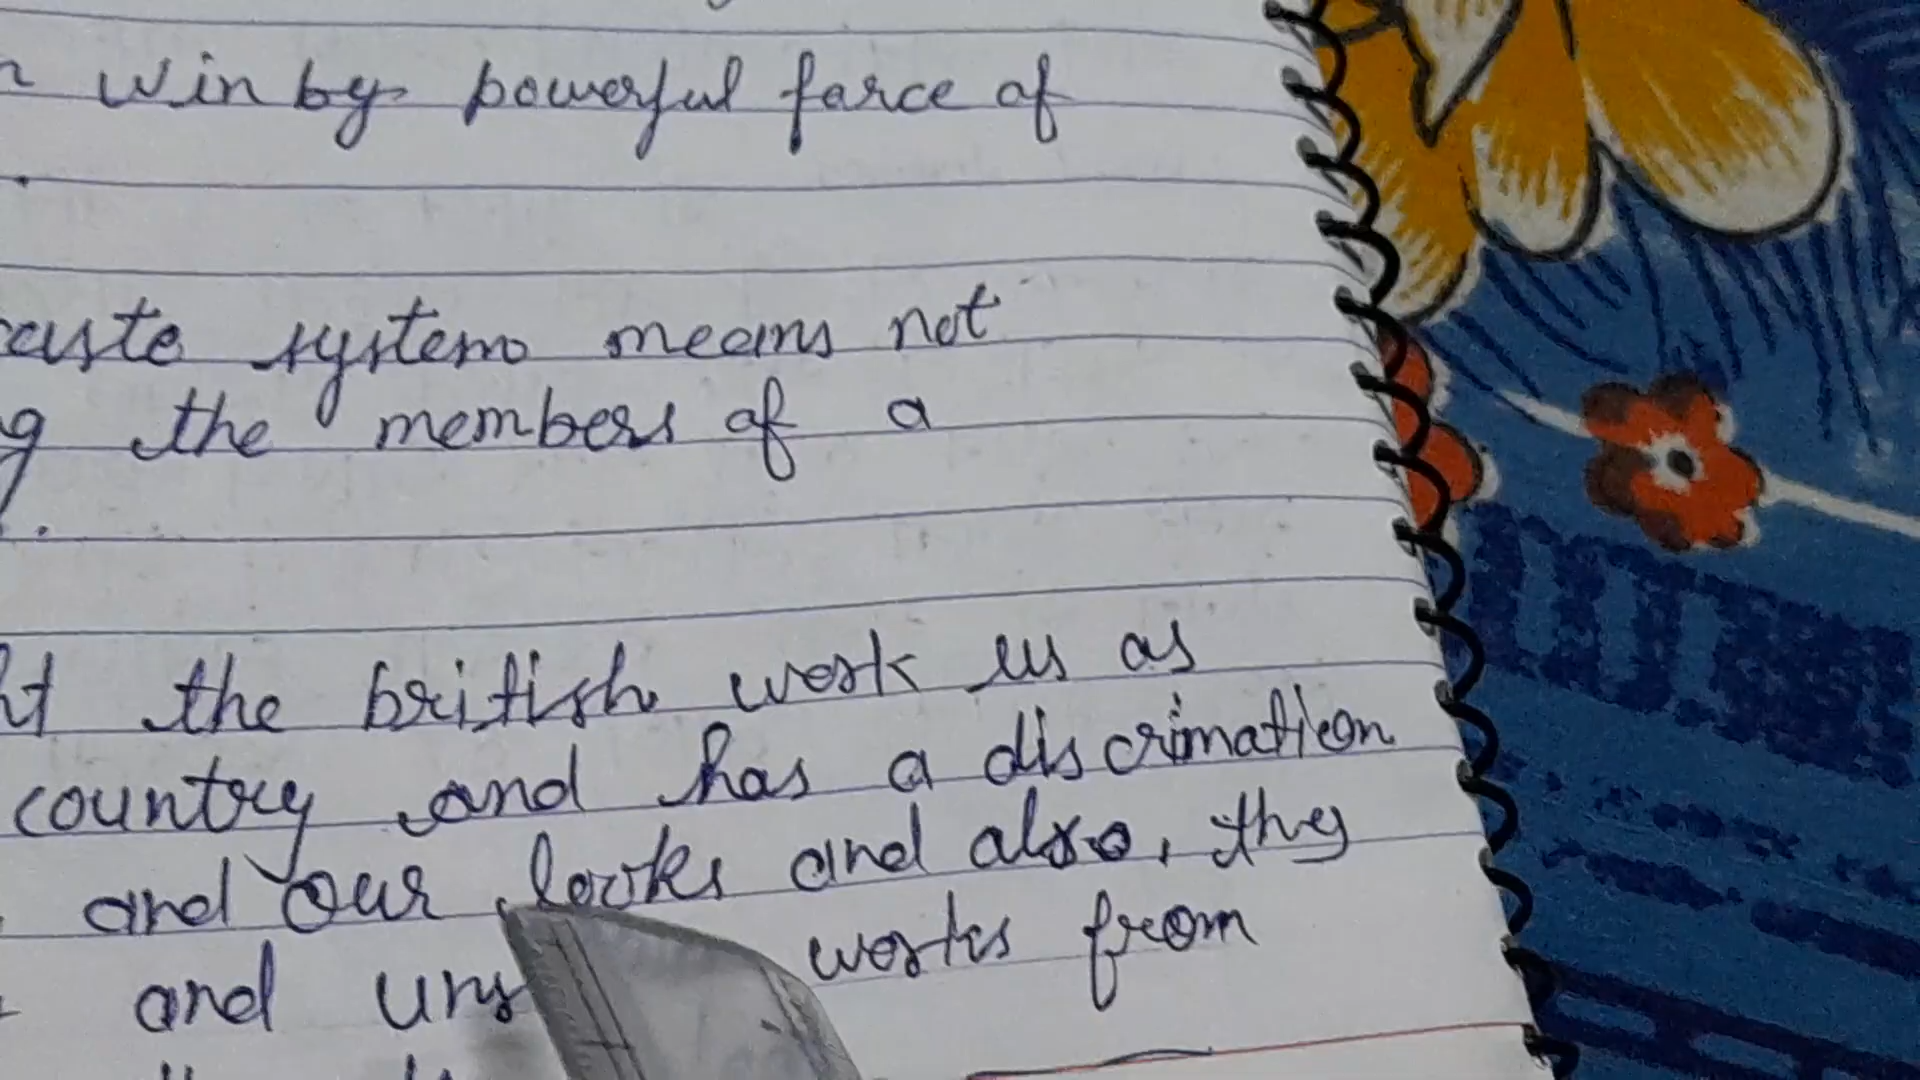 win by powerful farce of
caste system means not
the members of a
the british work us as
country and has a discrimation
and our looks and also, they
and works from